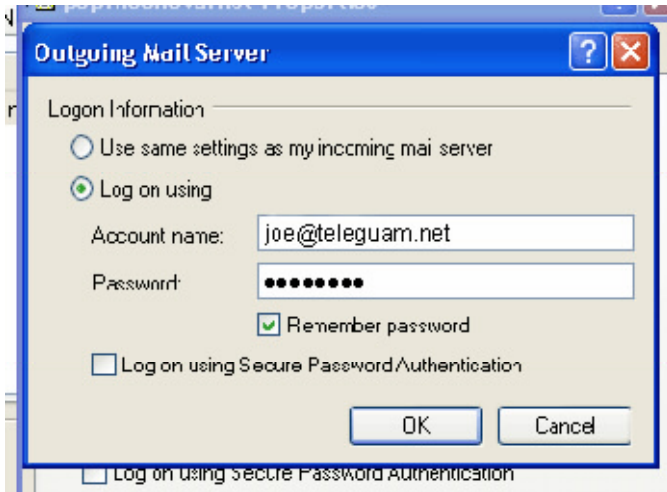 Properties
Outgoing Mail Server
Logon Information
Use same settings as my incoming mail server
Log on using
Account name: joe@teleguam.net
Password: ●●●●●●●●
Remember password
Log on using Secure Password Authentication
OK Cancel
Log on using Secure Password Authentication